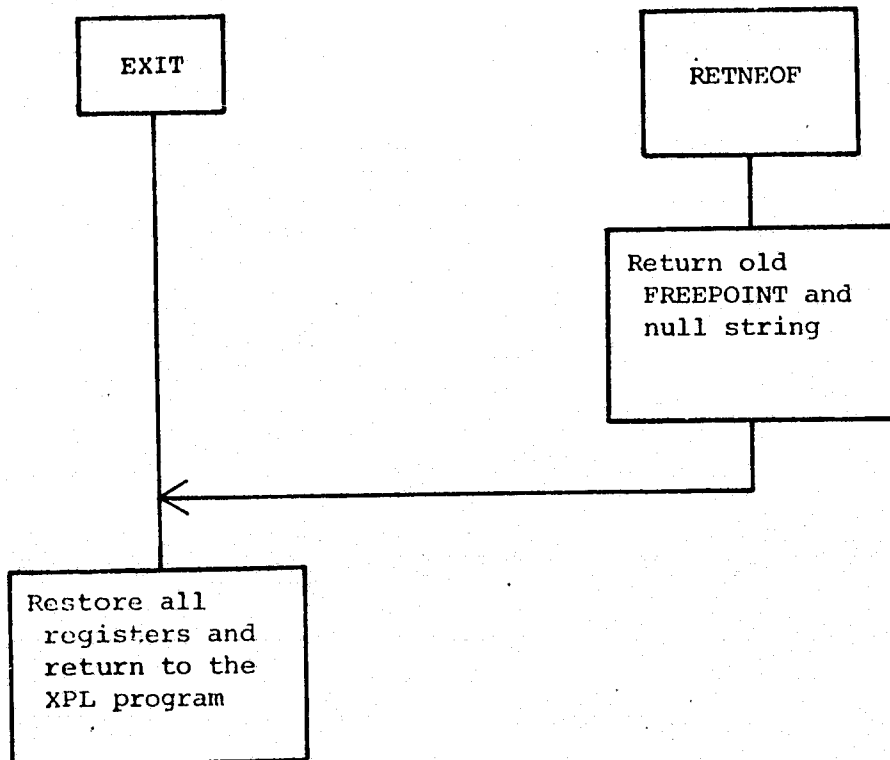 EXIT
RETNEOF
Return old
FREEPOINT and
null string
Restore all
registers and
return to the
XPL program